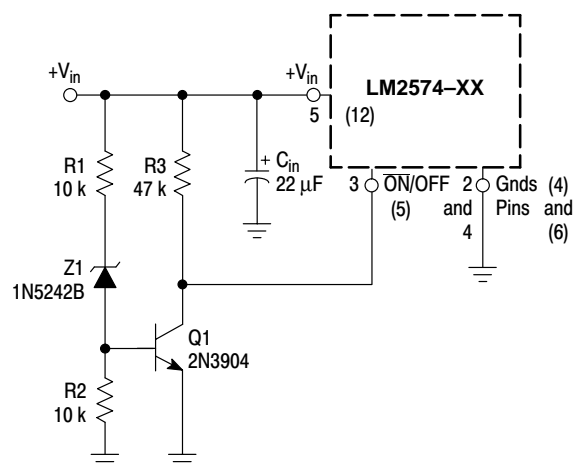 +Vin
+Vin
LM2574–XX
5
(12)
R1
10 k
R3
47 k
+ Cin
22 μF
3
ON/OFF
(5)
2
and
4
Gnds
Pins
(4)
and
(6)
Z1
1N5242B
Q1
2N3904
R2
10 k